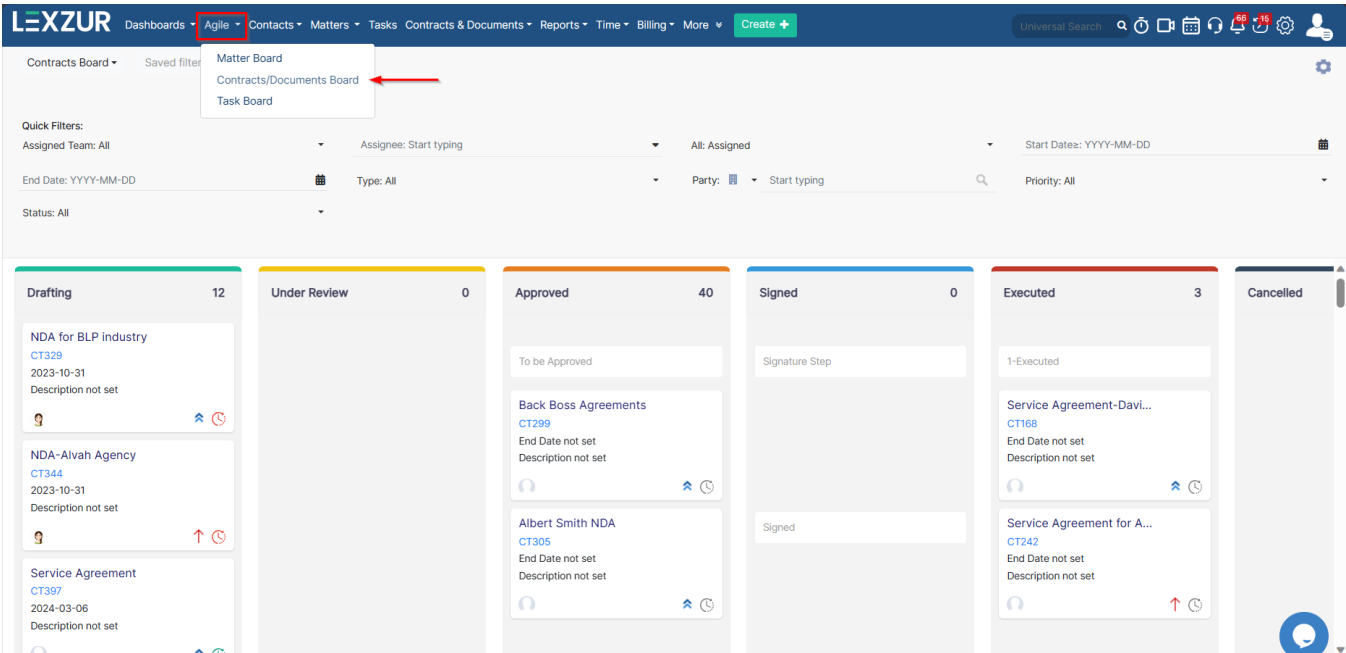 LEXZUR Dashboards Agile Contacts Matters Tasks Contracts & Documents Reports Time Billing More Create + Universal Search 66 15
Matter Board
Contracts Board Saved filter
Contracts/Documents Board
Task Board
Quick Filters:
Assigned Team: All Assignee: Start typing All: Assigned Start Date≥: YYYY-MM-DD
End Date: YYYY-MM-DD Type: All Party: Start typing Priority: All
Status: All
Drafting 12 Under Review 0 Approved 40 Signed 0 Executed 3 Cancelled
NDA for BLP industry
CT329
2023-10-31
Description not set
NDA-Alvah Agency
CT344
2023-10-31
Description not set
Service Agreement
CT397
2024-03-06
Description not set
To be Approved
Back Boss Agreements
CT299
End Date not set
Description not set
Albert Smith NDA
CT305
End Date not set
Description not set
Signature Step
Signed
1-Executed
Service Agreement-Davi...
CT168
End Date not set
Description not set
Service Agreement for A...
CT242
End Date not set
Description not set